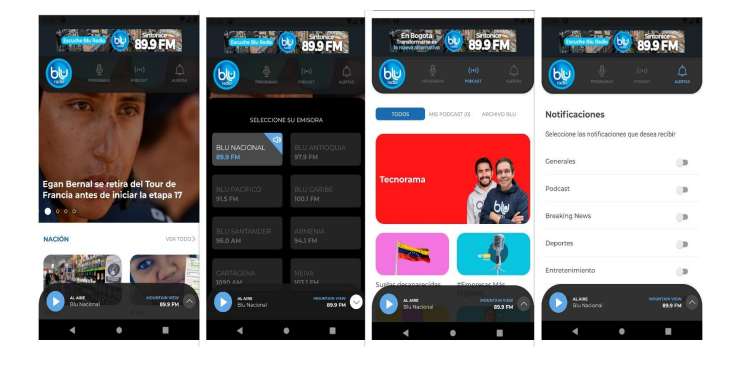 Escuche Blu Radio
blu
Sintonice
89.9 FM
blu
radio
PROGRAMAS
PODCAST
ALERTAS
Egan Bernal se retira del Tour de
Francia antes de iniciar la etapa 17
NACIÓN
VER TODO
AL AIRE
Blu Nacional
MOUNTAIN VIEW
89.9 FM
Escuche Blu Radio
blu
Sintonice
89.9 FM
blu
radio
PROGRAMAS
PODCAST
ALERTAS
SELECCIONE SU EMISORA
BLU NACIONAL
89.9 FM
BLU ANTIOQUIA
97.9 FM
BLU PACIFICO
91.5 FM
BLU CARIBE
100.1 FM
BLU SANTANDER
96.0 AM
ARMENIA
94.1 FM
CARTAGENA
1090 AM
NEIVA
103.1 FM
AL AIRE
Blu Nacional
MOUNTAIN VIEW
89.9 FM
En Bogotá
Transformarse es
la nueva alternativa
blu
Sintonice
89.9 FM
blu
radio
PROGRAMAS
PODCAST
ALERTAS
TODOS
MIS PODCAST (0)
ARCHIVO BLU
Tecnorama
#Empresas Más
AL AIRE
Blu Nacional
MOUNTAIN VIEW
89.9 FM
Escuche Blu Radio
blu
Sintonice
89.9 FM
blu
radio
PROGRAMAS
PODCAST
ALERTAS
Notificaciones
Seleccione las notificaciones que desea recibir
Generales
Podcast
Breaking News
Deportes
Entretenimiento
AL AIRE
Blu Nacional
MOUNTAIN VIEW
89.9 FM